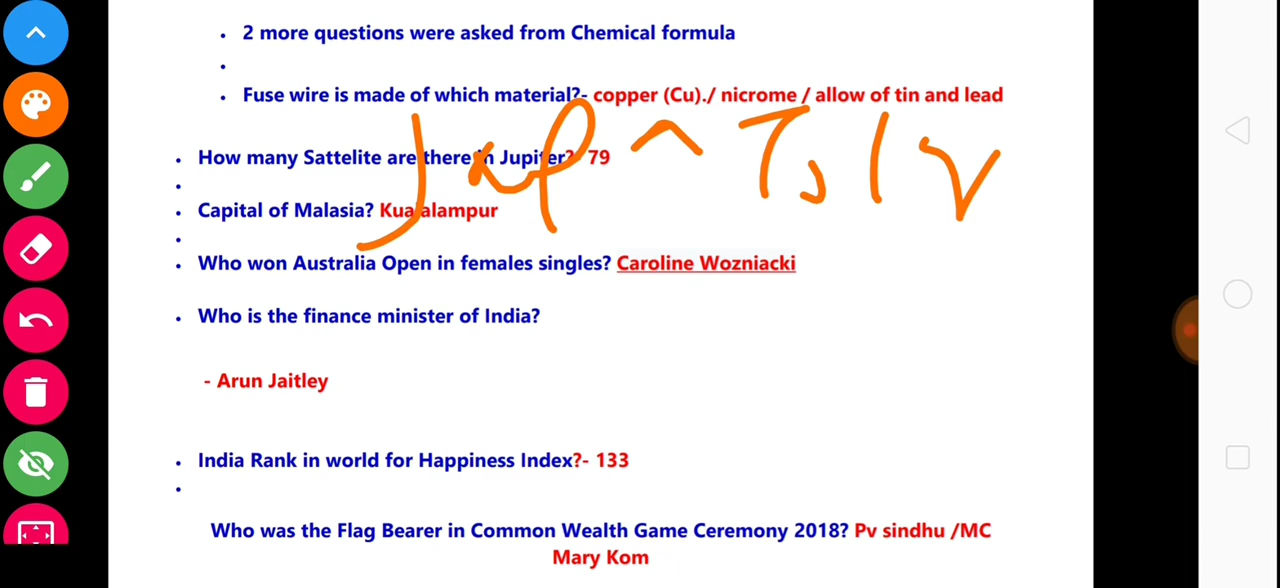 2 more questions were asked from Chemical formula
Fuse wire is made of which material?- copper (Cu)./ nicrome / allow of tin and lead
How many Sattelite are there in Jupiter?- 79
Capital of Malasia? Kualalampur
Who won Australia Open in females singles? Caroline Wozniacki
Who is the finance minister of India?
- Arun Jaitley
India Rank in world for Happiness Index?- 133
Who was the Flag Bearer in Common Wealth Game Ceremony 2018? Pv sindhu /MC
Mary Kom